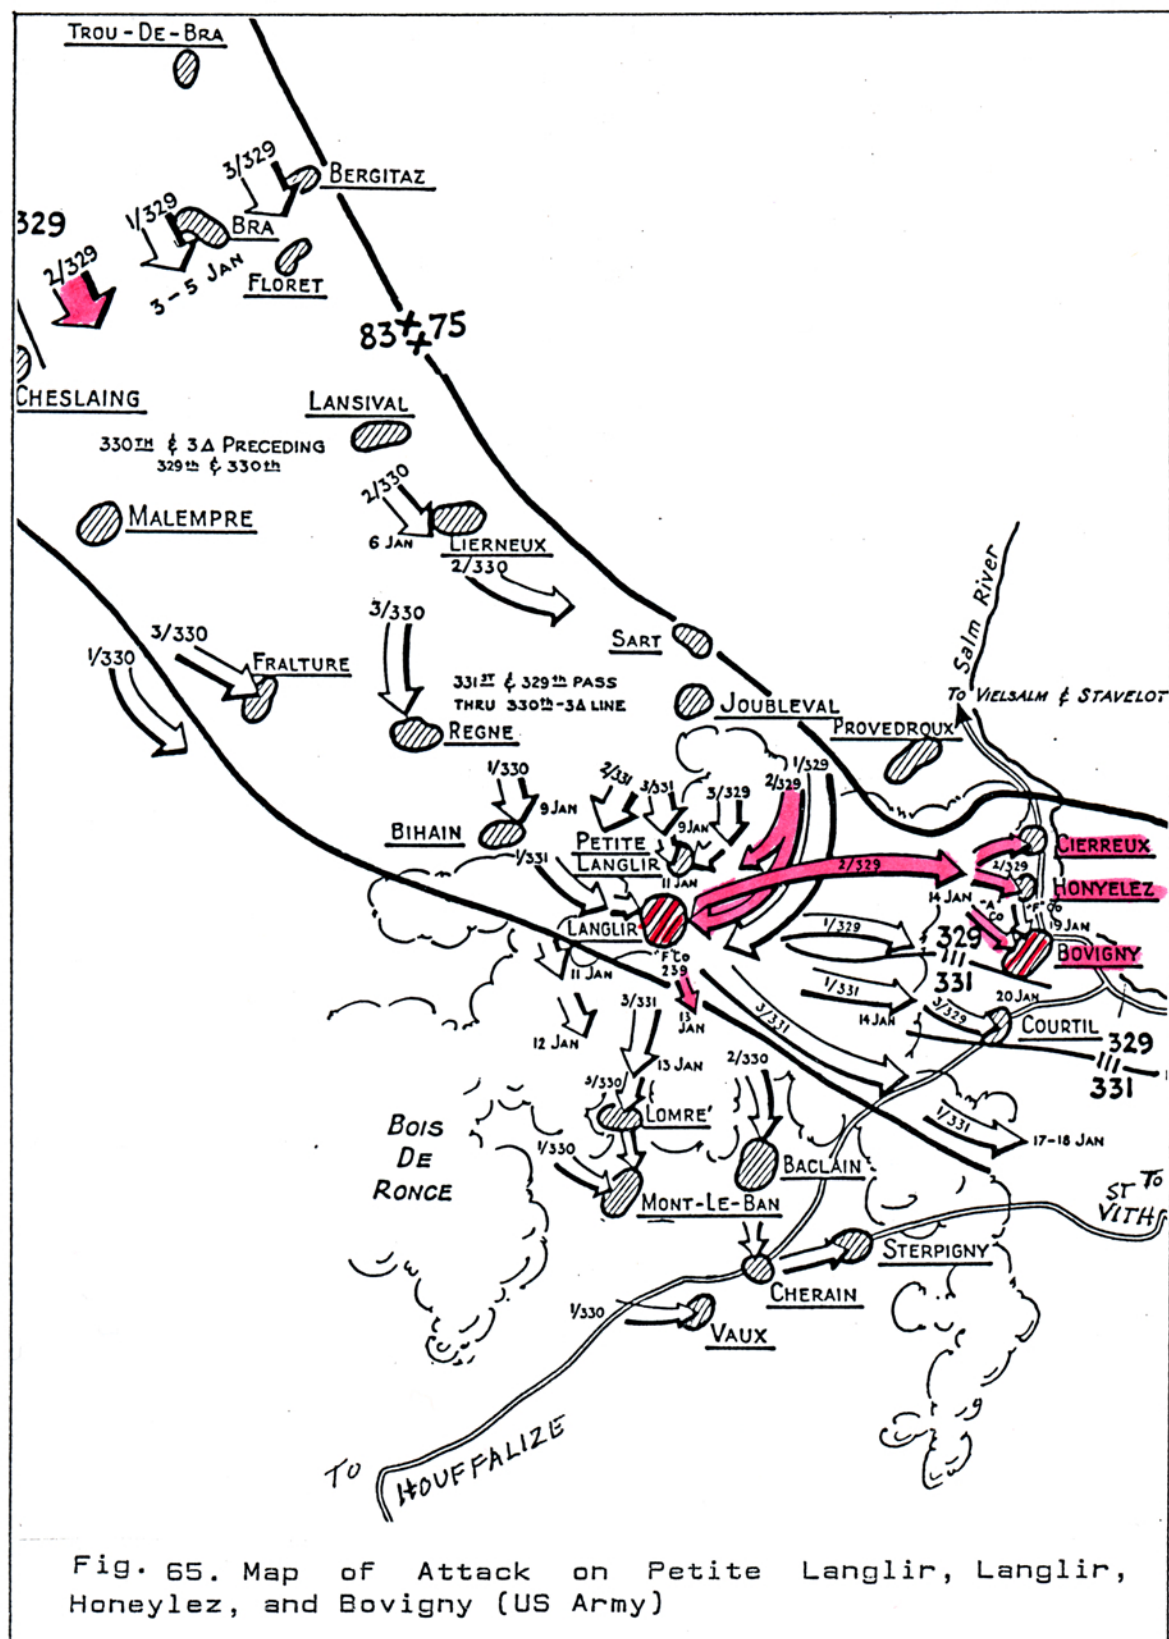 TROU-DE-BRA
3/329
BERGITAZ
1/329
BRA
329
2/329
3-5 JAN
FLORET
83 75
CHESLAING
LANSIVAL
330TH & 3Δ PRECEDING
329th & 330th
2/330
MALEMPRE
6 JAN
LIERNEUX
2/330
Salm River
3/330
3/330
1/330
FRALTURE
SART
331ST & 329th PASS
THRU 330th-3Δ LINE
TO VIELSALM & STAVELOT
JOUBLEVAL
REGNE
PROVEDROUX
1/330
2/331
3/331
3/329
2/329
1/329
9 JAN
9 JAN
BIHAIN
PETITE
LANGLIR
11 JAN
CIERREUX
1/331
2/329
2/329
HONYELEZ
14 JAN
"A"
CO
"F" CO
19 JAN
LANGLIR
1/329
329
331
BOVIGNY
F CO
239
11 JAN
13
JAN
1/331
20 JAN
14 JAN
3/329
COURTIL
329
331
3/331
3/331
12 JAN
13 JAN
2/330
3/330
LOMRE'
1/331
17-18 JAN
BOIS
DE
RONCE
1/330
BACLAIN
MONT-LE-BAN
TO
ST
VITH
STERPIGNY
CHERAIN
1/330
VAUX
TO
HOUFFALIZE
Fig. 65. Map of Attack on Petite Langlir, Langlir,
Honeylez, and Bovigny (US Army)